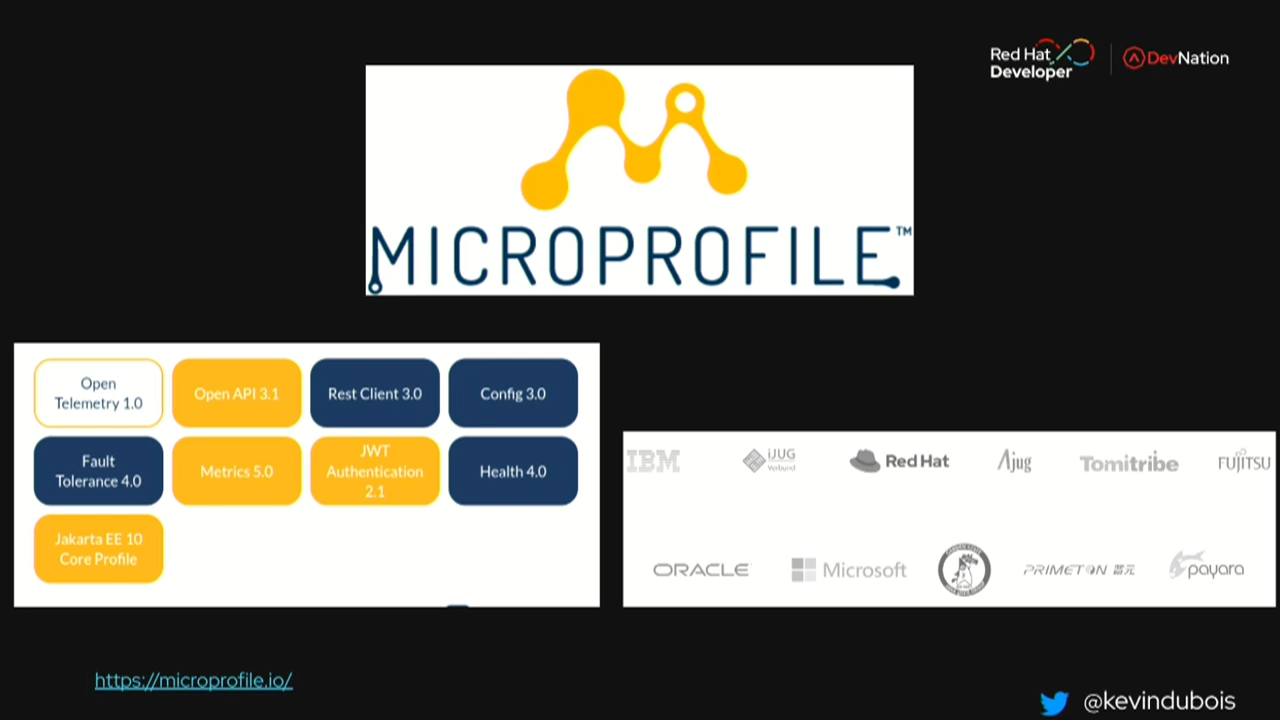 Red Hat
Developer
DevNation
MICROPROFILE™
Open
Telemetry 1.0
Open API 3.1
Rest Client 3.0
Config 3.0
Fault
Tolerance 4.0
Metrics 5.0
JWT
Authentication
2.1
Health 4.0
Jakarta EE 10
Core Profile
IBM
iJUG
Verbund
Red Hat
Ajug
Tomitribe
FUJITSU
ORACLE
Microsoft
PRIMETON 普元
payara
https://microprofile.io/
@kevindubois